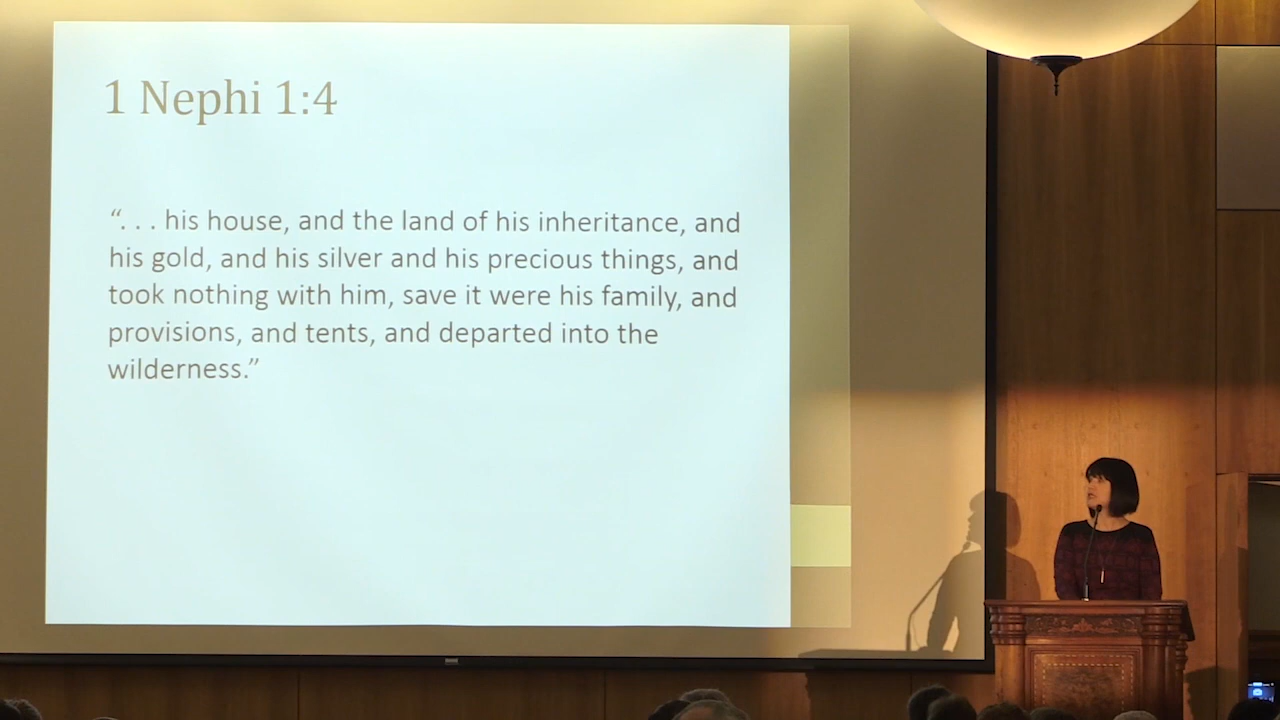 1 Nephi 1:4
“. . . his house, and the land of his inheritance, and
his gold, and his silver and his precious things, and
took nothing with him, save it were his family, and
provisions, and tents, and departed into the
wilderness.”